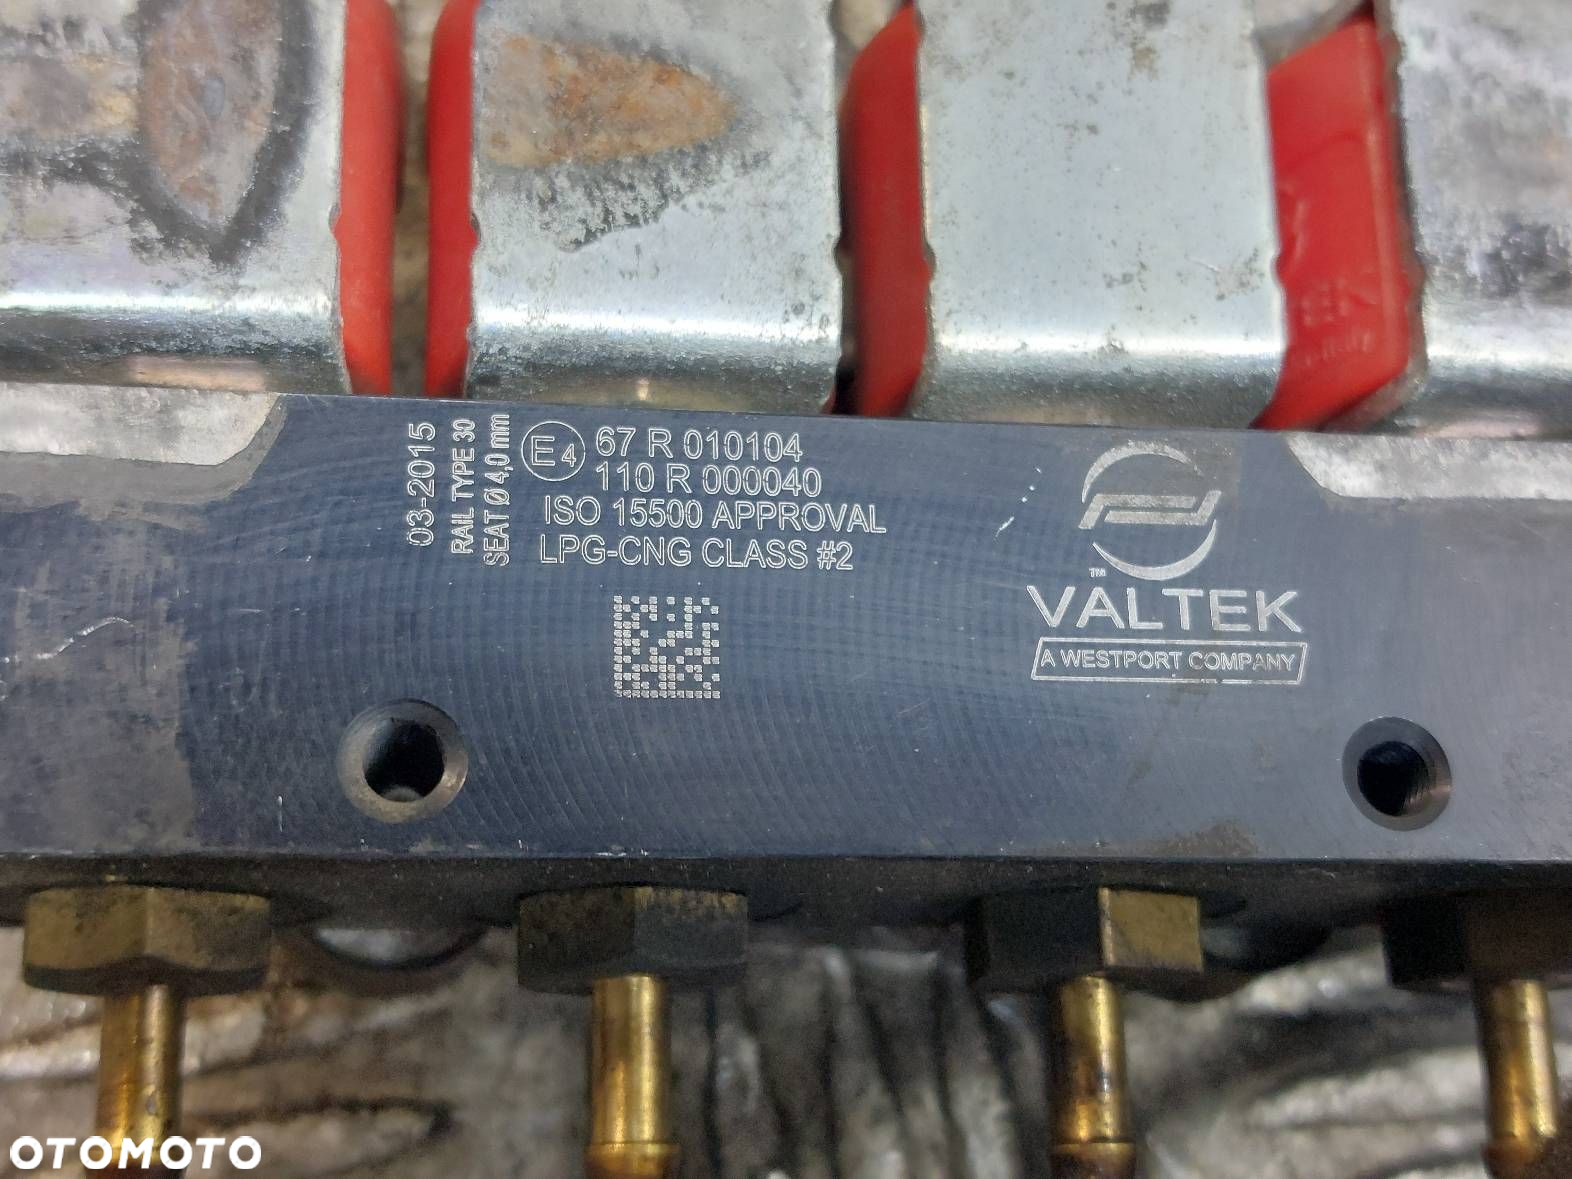 03-2015
RAIL TYPE 30
SEAT Ø 4,0 mm
E4
67 R 010104
110 R 000040
ISO 15500 APPROVAL
LPG-CNG CLASS #2
™
VALTEK
A WESTPORT COMPANY
OTOMOTO